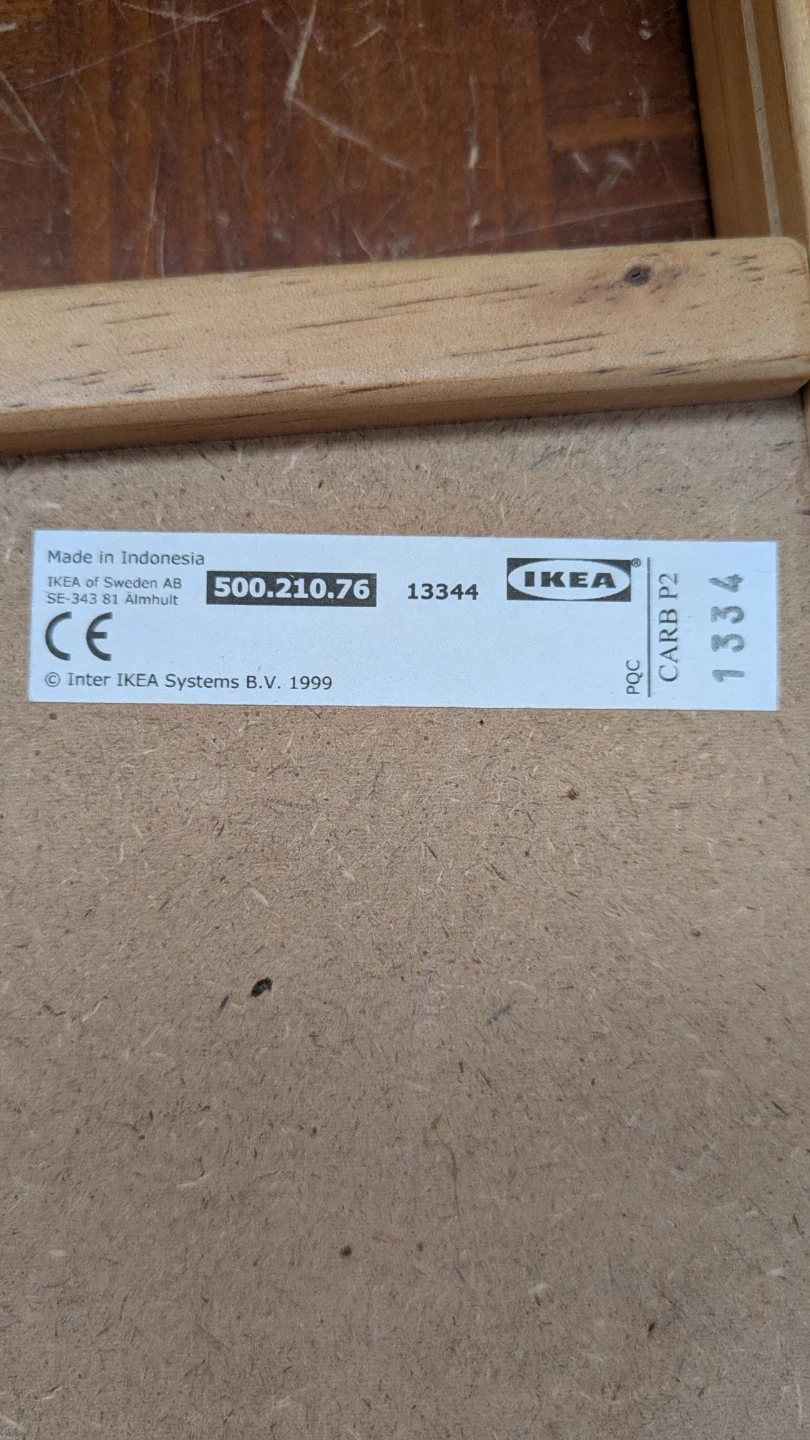 Made in Indonesia
IKEA of Sweden AB
SE-343 81 Älmhult
500.210.76
13344
IKEA®
CE
© Inter IKEA Systems B.V. 1999
PQC
CARB P2
1334